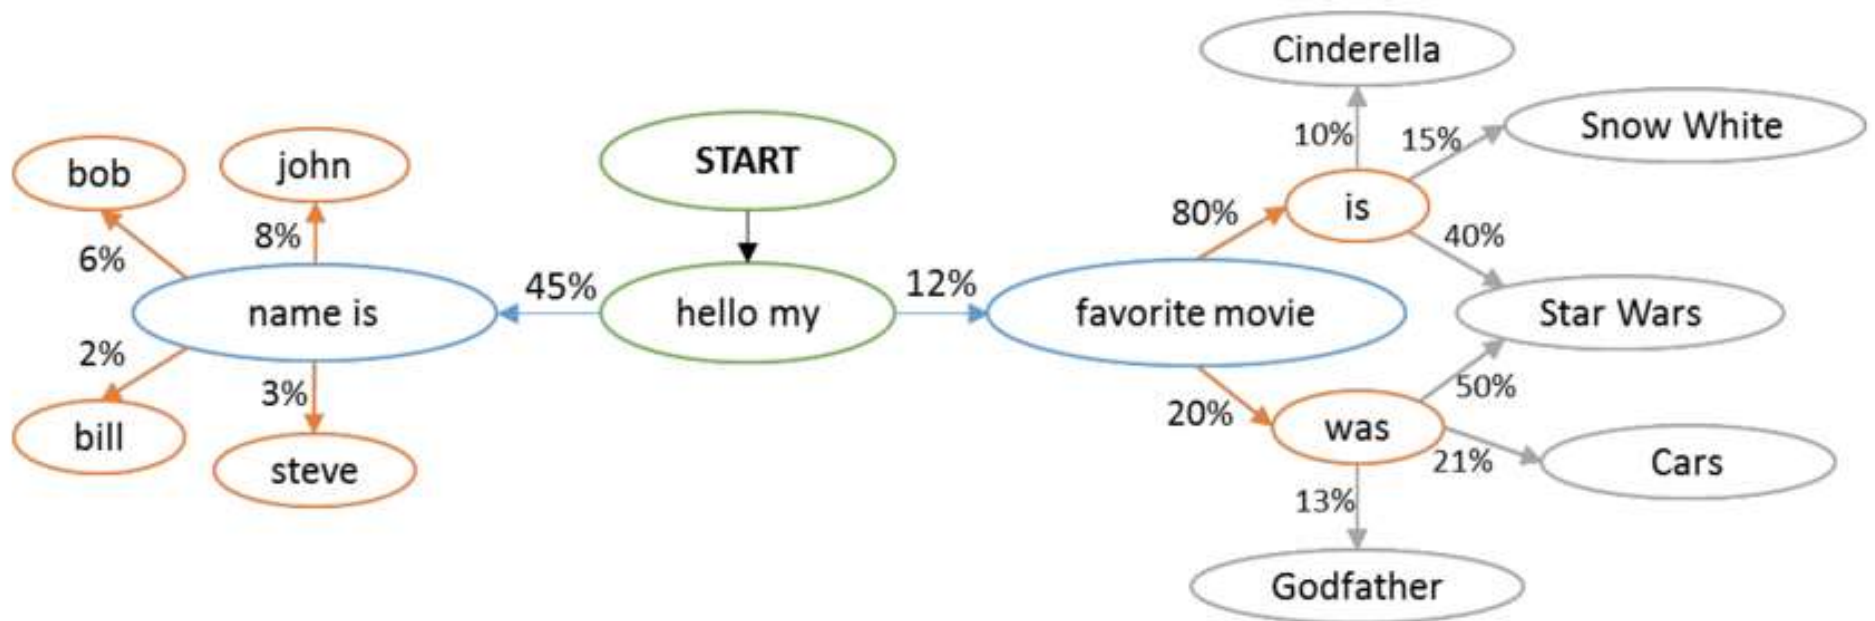 Cinderella
Snow White
10%
15%
bob
john
START
is
80%
40%
6%
8%
name is
45%
hello my
12%
favorite movie
Star Wars
2%
3%
20%
50%
bill
steve
was
21%
Cars
13%
Godfather